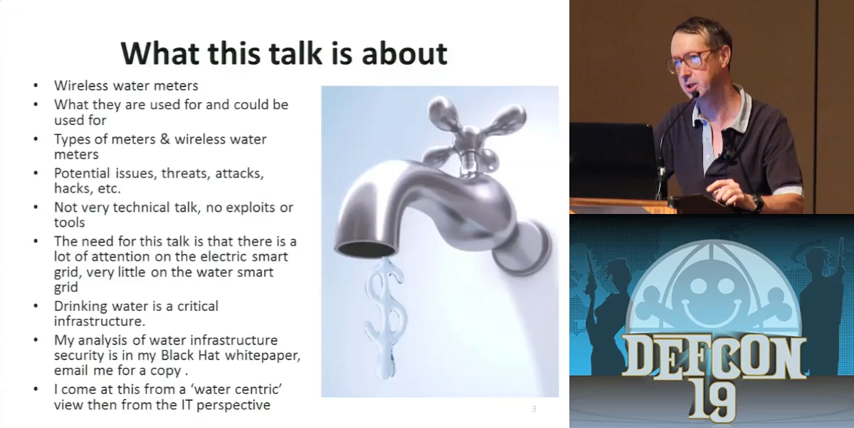 What this talk is about
• Wireless water meters
• What they are used for and could be
used for
• Types of meters & wireless water
meters
• Potential issues, threats, attacks,
hacks, etc.
• Not very technical talk, no exploits or
tools
• The need for this talk is that there is a
lot of attention on the electric smart
grid, very little on the water smart
grid
• Drinking water is a critical
infrastructure.
• My analysis of water infrastructure
security is in my Black Hat whitepaper,
email me for a copy .
• I come at this from a ‘water centric’
view then from the IT perspective
3
DEFCON
19